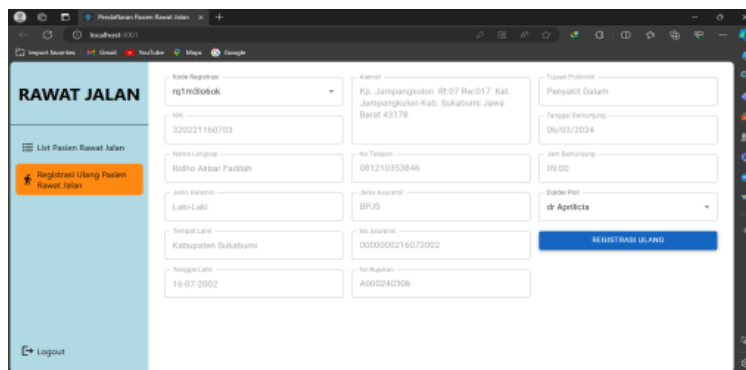 Pendaftaran Pasien Rawat Jalan
localhost:3001
Import favorites
Gmail
YouTube
Maps
Google
RAWAT JALAN
List Pasien Rawat Jalan
Registrasi Ulang Pasien
Rawat Jalan
Logout
Kode Registrasi
rq1m3lo6ok
NIK
320221160703
Nama Lengkap
Ridho Akbar Fadilah
Jenis Kelamin
Laki-Laki
Tempat Lahir
Kabupaten Sukabumi
Tanggal Lahir
16-07-2002
Alamat
Kp. Jampangkulon Rt:07 Rw:017 Kel.
Jampangkulon Kab. Sukabumi Jawa
Barat 43178
No Telepon
081210353846
Jenis Asuransi
BPJS
No Asuransi
0000000216072002
No Rujukan
A000240306
Tujuan Poliklinik
Penyakit Dalam
Tanggal Berkunjung
06/03/2024
Jam Berkunjung
09:00
Dokter Poli
dr Aprilicia
REGISTRASI ULANG